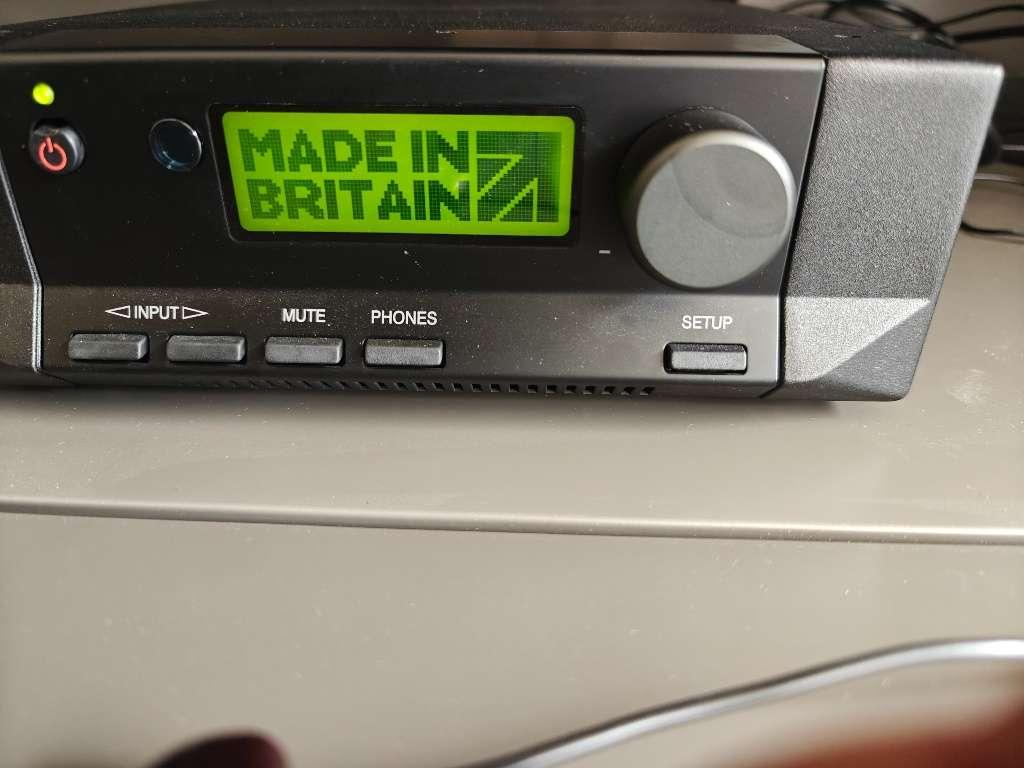 MADE IN
BRITAIN
INPUT
MUTE
PHONES
SETUP